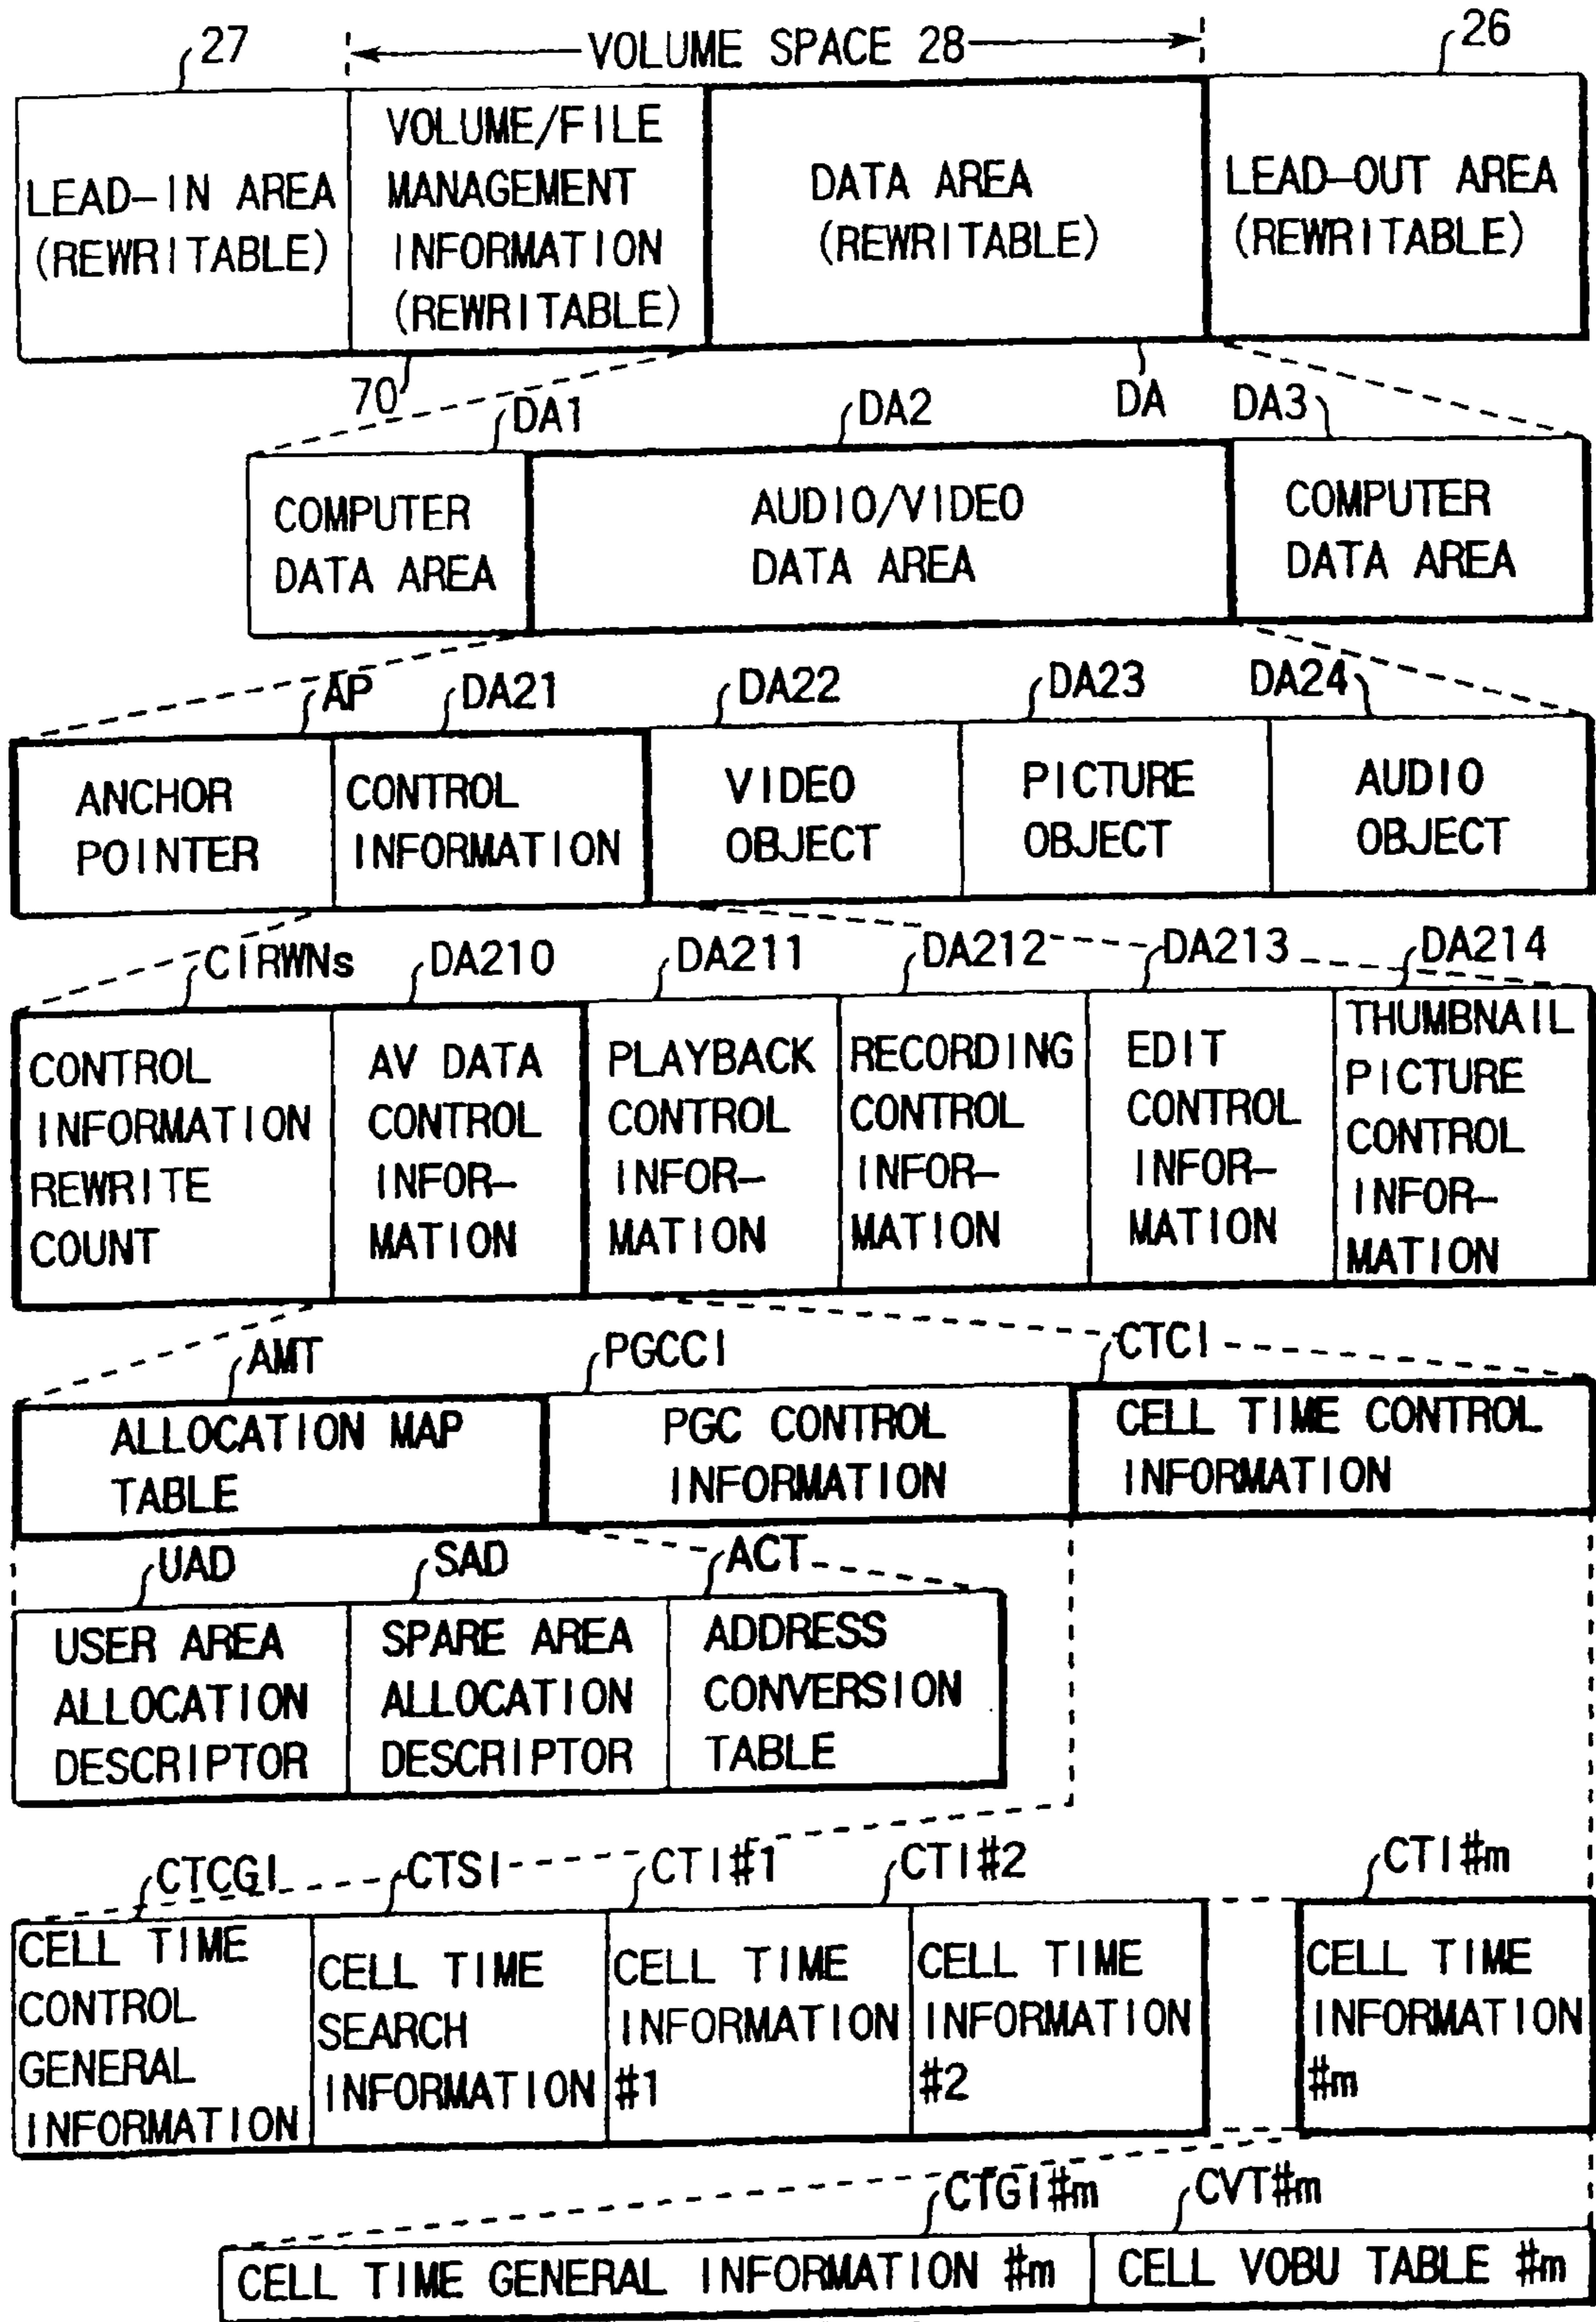 27
VOLUME SPACE 28
26
LEAD-IN AREA
(REWRITABLE)
VOLUME/FILE
MANAGEMENT
INFORMATION
(REWRITABLE)
DATA AREA
(REWRITABLE)
LEAD-OUT AREA
(REWRITABLE)
70
DA
DA1
DA2
DA3
COMPUTER
DATA AREA
AUDIO/VIDEO
DATA AREA
COMPUTER
DATA AREA
AP
DA21
DA22
DA23
DA24
ANCHOR
POINTER
CONTROL
INFORMATION
VIDEO
OBJECT
PICTURE
OBJECT
AUDIO
OBJECT
CIRWNs
DA210
DA211
DA212
DA213
DA214
CONTROL
INFORMATION
REWRITE
COUNT
AV DATA
CONTROL
INFOR-
MATION
PLAYBACK
CONTROL
INFOR-
MATION
RECORDING
CONTROL
INFOR-
MATION
EDIT
CONTROL
INFOR-
MATION
THUMBNAIL
PICTURE
CONTROL
INFOR-
MATION
AMT
PGCCI
CTCI
ALLOCATION MAP
TABLE
PGC CONTROL
INFORMATION
CELL TIME CONTROL
INFORMATION
UAD
SAD
ACT
USER AREA
ALLOCATION
DESCRIPTOR
SPARE AREA
ALLOCATION
DESCRIPTOR
ADDRESS
CONVERSION
TABLE
CTCGI
CTSI
CTI#1
CTI#2
CTI#m
CELL TIME
CONTROL
GENERAL
INFORMATION
CELL TIME
SEARCH
INFORMATION
CELL TIME
INFORMATION
#1
CELL TIME
INFORMATION
#2
CELL TIME
INFORMATION
#m
CTGI#m
CVT#m
CELL TIME GENERAL INFORMATION #m
CELL VOBU TABLE #m